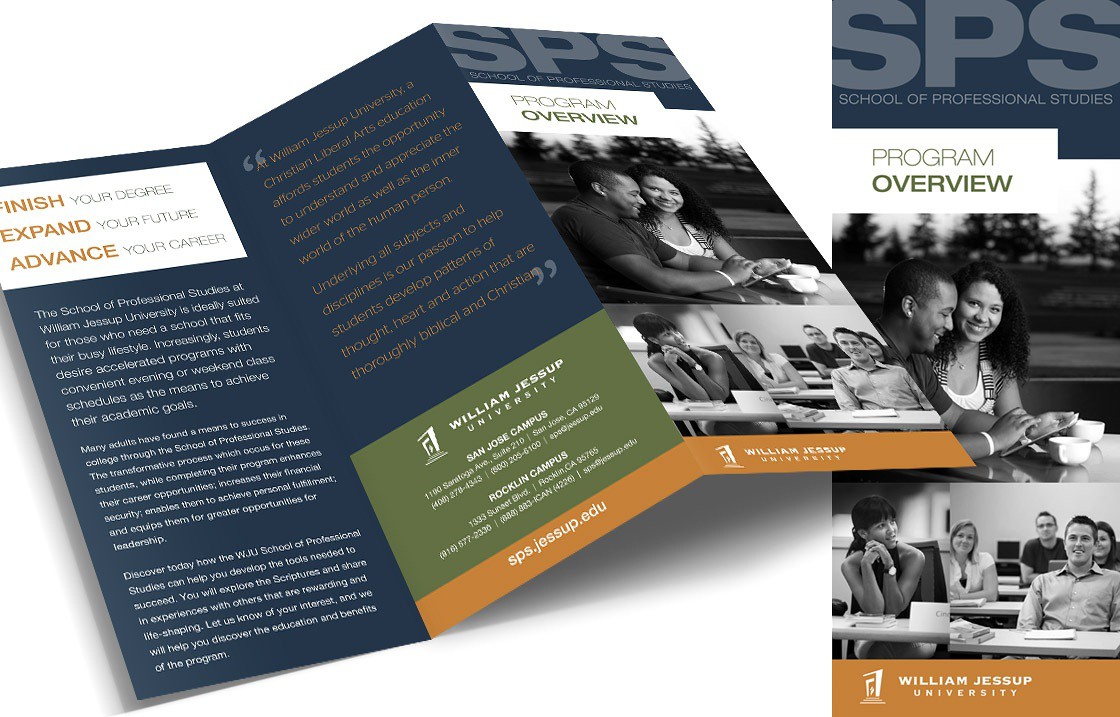 FINISH YOUR DEGREE
EXPAND YOUR FUTURE
ADVANCE YOUR CAREER
The School of Professional Studies at
William Jessup University is ideally suited
for those who need a school that fits
their busy lifestyle. Increasingly, students
desire accelerated programs with
convenient evening or weekend class
schedules as the means to achieve
their academic goals.
Many adults have found a means to success in
college through the School of Professional Studies.
The transformative process which occus for these
students, while completing their program enhances
their career opportunities; increases their financial
security; enables them to achieve personal fulfillment;
and equips them for greater opportunities for
leadership.
Discover today how the WJU School of Professional
Studies can help you develop the tools needed to
succeed. You will explore the Scriptures and share
in experiences with others that are rewarding and
life-shaping. Let us know of your interest, and we
will help you discover the education and benefits
of the program.
“At William Jessup University, a
Christian Liberal Arts education
affords students the opportunity
to understand and appreciate the
wider world as well as the inner
world of the human person.
Underlying all subjects and
disciplines is our passion to help
students develop patterns of
thought, heart, and action that are
thoroughly biblical and Christian.”
WILLIAM JESSUP
UNIVERSITY
SAN JOSE CAMPUS
1190 Saratoga Ave., Suite 210 | San Jose, CA 95129
(408) 278-4343 | (800) 205-6100 | sps@jessup.edu
ROCKLIN CAMPUS
1333 Sunset Blvd. | Rocklin CA 95765
(916) 577-2330 | (888) 863-ICAN (4226) | sps@jessup.edu
sps.jessup.edu
SPS
SCHOOL OF PROFESSIONAL STUDIES
PROGRAM
OVERVIEW
WILLIAM JESSUP
UNIVERSITY
SPS
SCHOOL OF PROFESSIONAL STUDIES
PROGRAM
OVERVIEW
WILLIAM JESSUP
UNIVERSITY